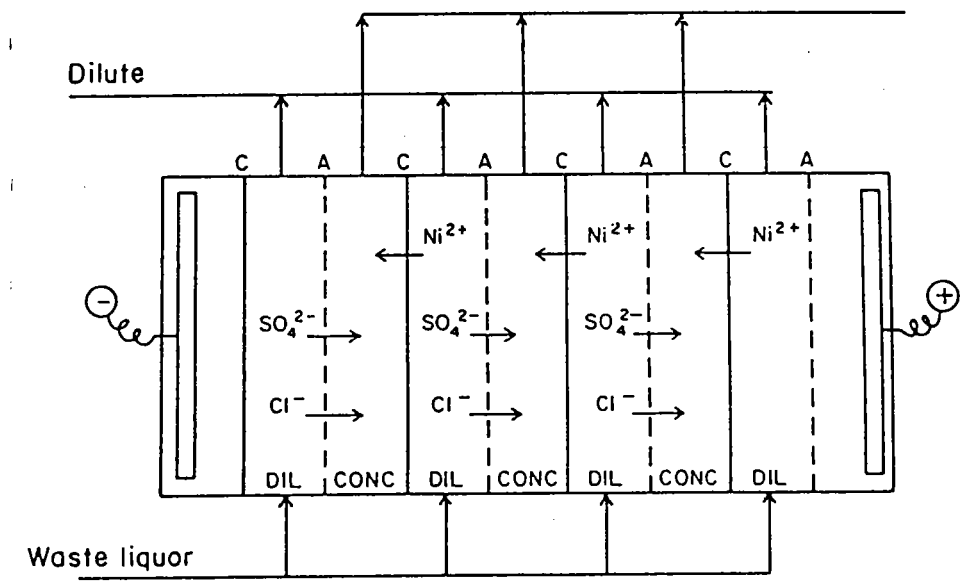 Dilute
C A C A C A C A
Ni²⁺ Ni²⁺ Ni²⁺
− +
SO₄²⁻ SO₄²⁻ SO₄²⁻
Cl⁻ Cl⁻ Cl⁻
DIL CONC DIL CONC DIL CONC DIL
Waste liquor